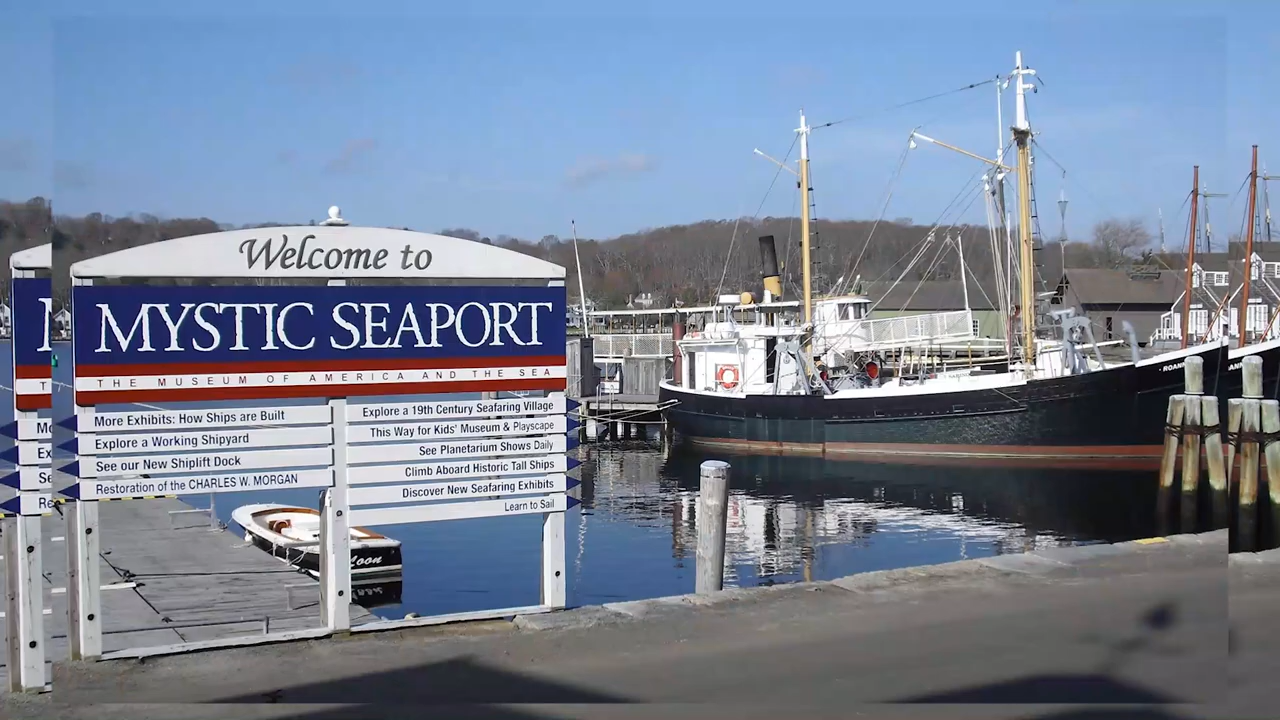 Welcome to
MYSTIC SEAPORT
THE MUSEUM OF AMERICA AND THE SEA
More Exhibits: How Ships are Built
Explore a Working Shipyard
See our New Shiplift Dock
Restoration of the CHARLES W. MORGAN
Explore a 19th Century Seafaring Village
This Way for Kids' Museum & Playscape
See Planetarium Shows Daily
Climb Aboard Historic Tall Ships
Discover New Seafaring Exhibits
Learn to Sail
Loon